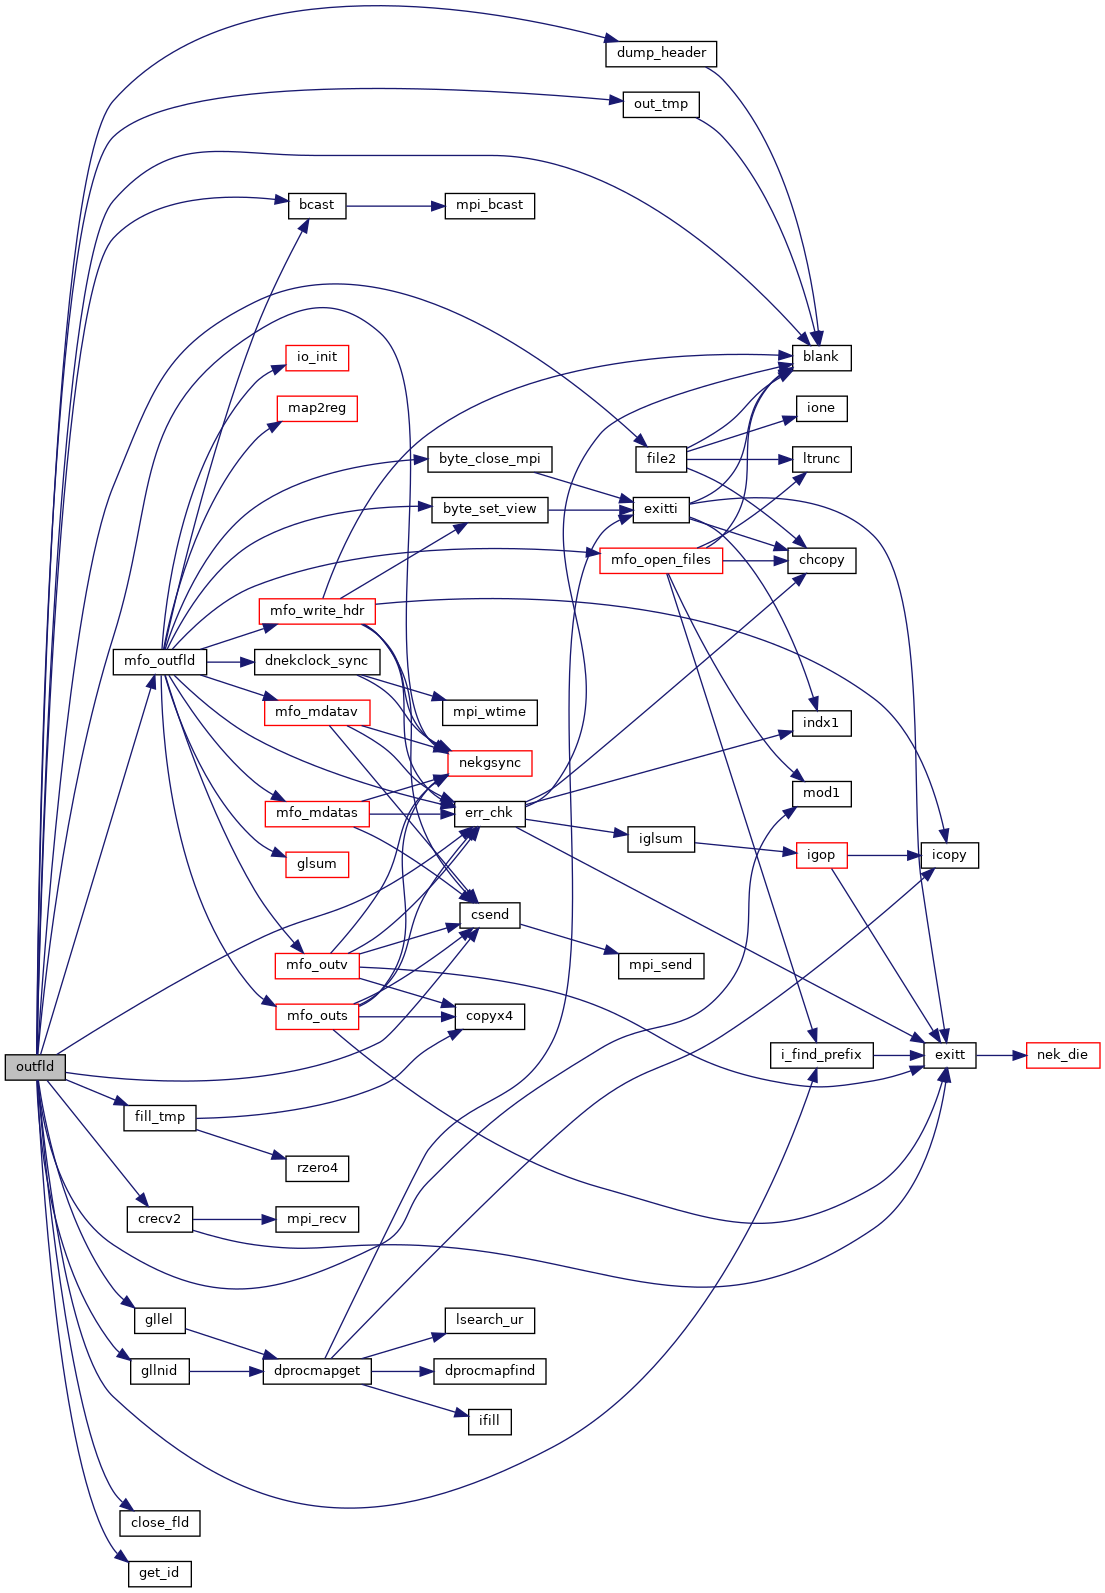 dump_header
out_tmp
bcast
mpi_bcast
io_init
blank
map2reg
ione
byte_close_mpi
file2
ltrunc
byte_set_view
exitti
mfo_open_files
chcopy
mfo_write_hdr
mfo_outfld
dnekclock_sync
mfo_mdatav
mpi_wtime
indx1
nekgsync
mod1
mfo_mdatas
err_chk
iglsum
igop
icopy
glsum
csend
mfo_outv
mpi_send
mfo_outs
copyx4
i_find_prefix
exitt
nek_die
outfld
fill_tmp
rzero4
crecv2
mpi_recv
gllel
lsearch_ur
gllnid
dprocmapget
dprocmapfind
ifill
close_fld
get_id